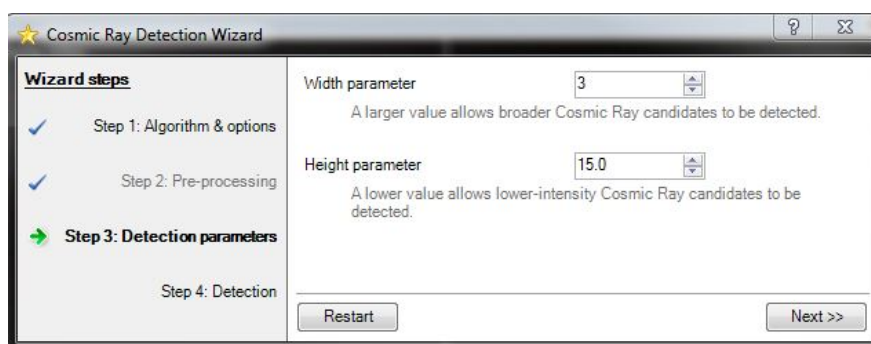 Cosmic Ray Detection Wizard
?
Wizard steps
Step 1: Algorithm & options
Step 2: Pre-processing
Step 3: Detection parameters
Step 4: Detection
Width parameter 3
A larger value allows broader Cosmic Ray candidates to be detected.
Height parameter 15.0
A lower value allows lower-intensity Cosmic Ray candidates to be
detected.
Restart
Next >>